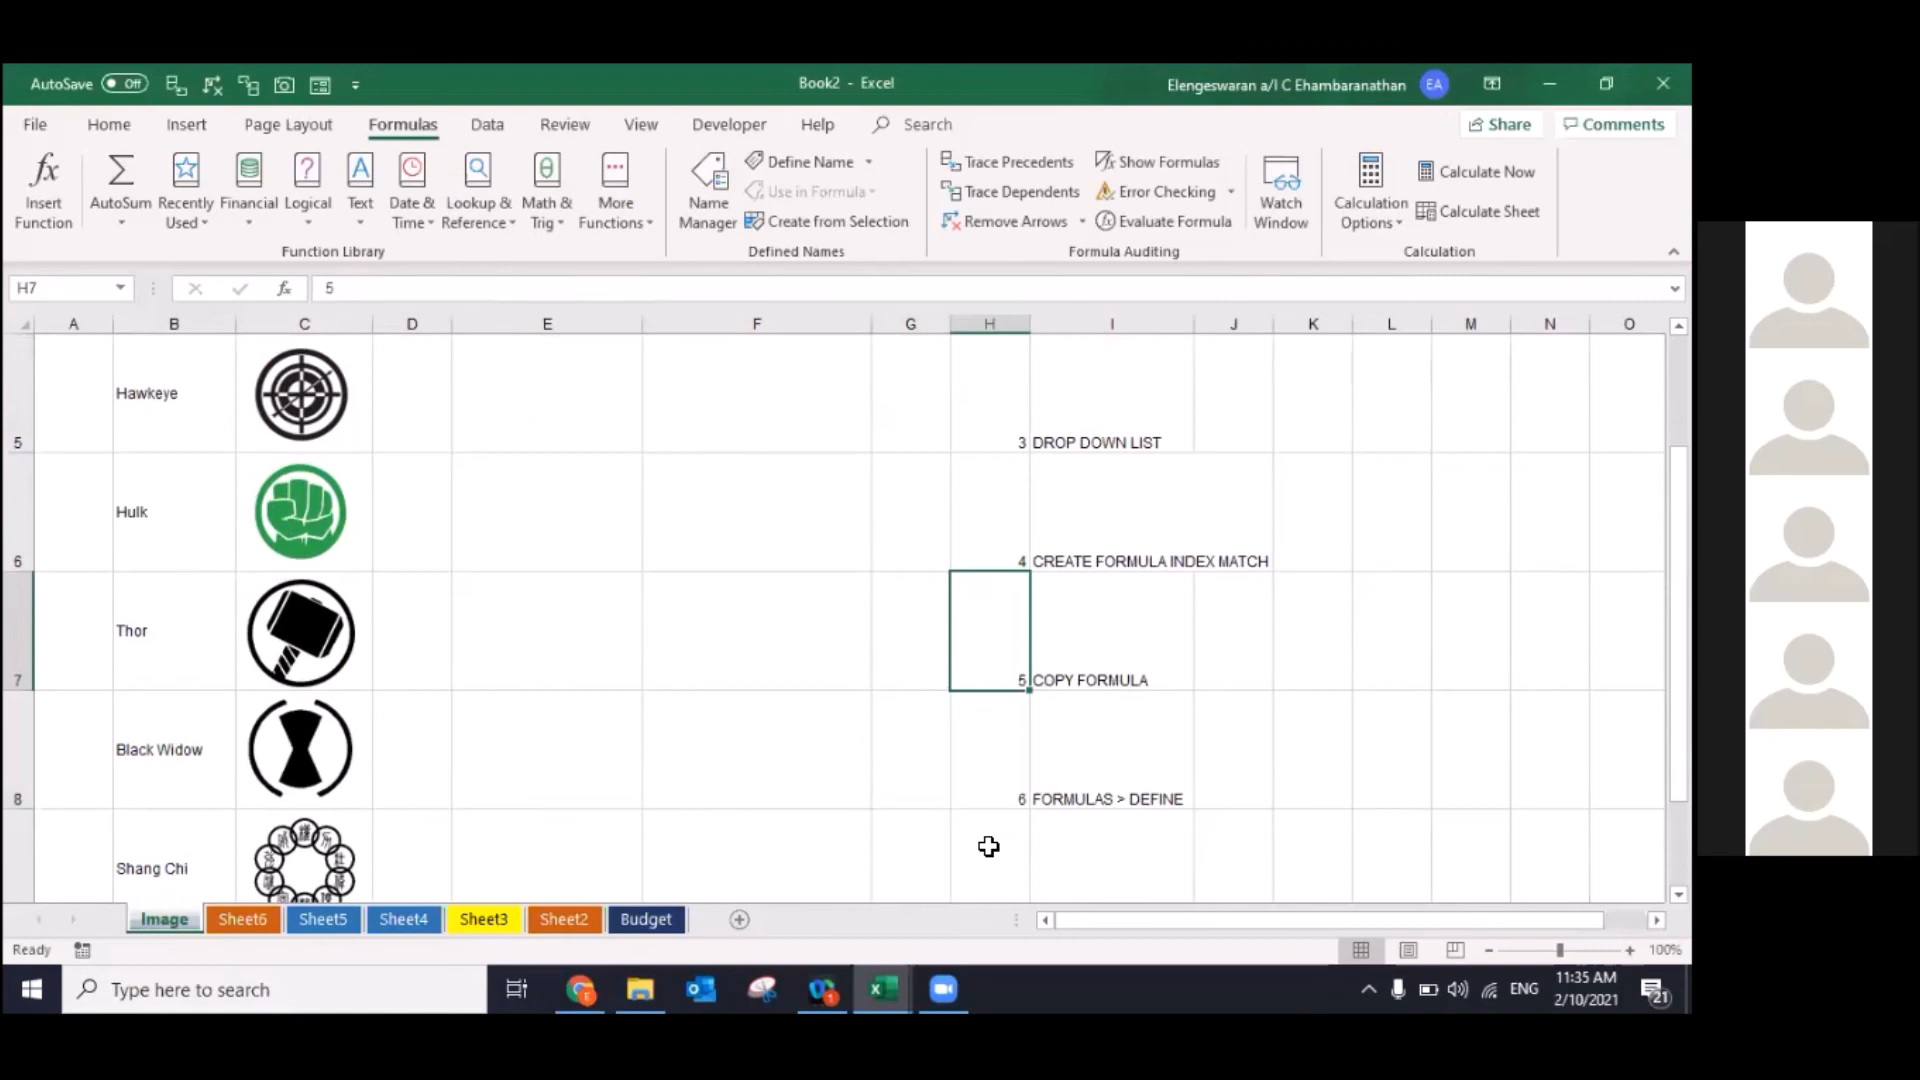 AutoSave Off Book2 - Excel Elengeswaran a/l C Ehambaranathan EA
File Home Insert Page Layout Formulas Data Review View Developer Help Search Share Comments
Insert Function
AutoSum
Recently Used
Financial
Logical
Text
Date & Time
Lookup & Reference
Math & Trig
More Functions
Function Library
Name Manager
Define Name
Use in Formula
Create from Selection
Defined Names
Trace Precedents
Trace Dependents
Remove Arrows
Show Formulas
Error Checking
Evaluate Formula
Formula Auditing
Watch Window
Calculation Options
Calculate Now
Calculate Sheet
Calculation
H7 fx 5
A B C D E F G H I J K L M N O
Hawkeye
5 3 DROP DOWN LIST
Hulk
6 4 CREATE FORMULA INDEX MATCH
Thor
7 5 COPY FORMULA
Black Widow
8 6 FORMULAS > DEFINE
Shang Chi
Image Sheet6 Sheet5 Sheet4 Sheet3 Sheet2 Budget
Ready 100%
Type here to search ENG 11:35 AM
2/10/2021 21